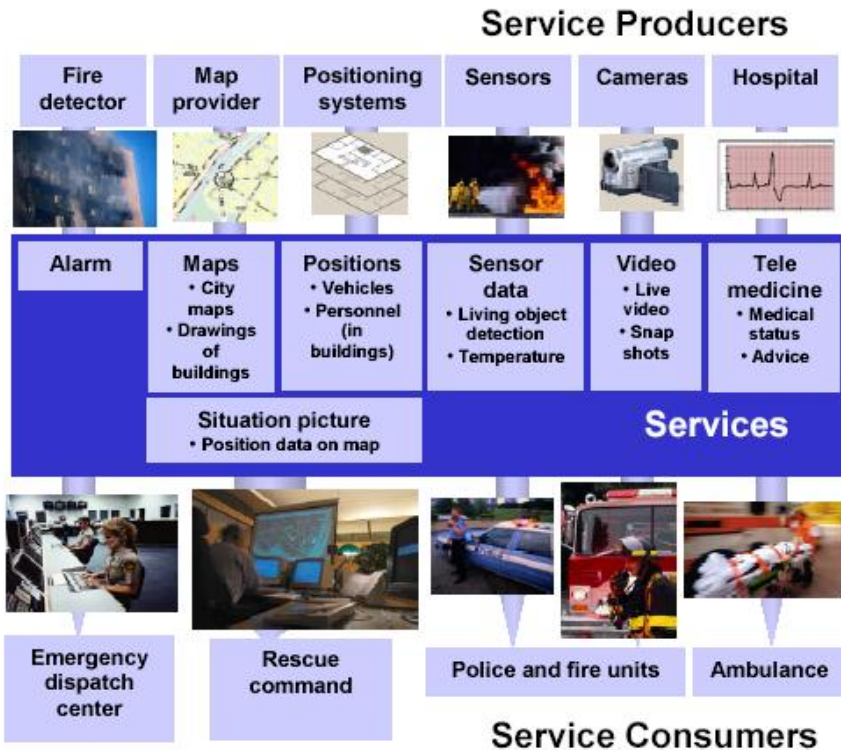 Service Producers
Fire
detector
Map
provider
Positioning
systems
Sensors
Cameras
Hospital
Alarm
Maps
• City
maps
• Drawings
of
buildings
Positions
• Vehicles
• Personnel
(in
buildings)
Sensor
data
• Living object
detection
• Temperature
Video
• Live
video
• Snap
shots
Tele
medicine
• Medical
status
• Advice
Situation picture
• Position data on map
Services
Emergency
dispatch
center
Rescue
command
Police and fire units
Ambulance
Service Consumers